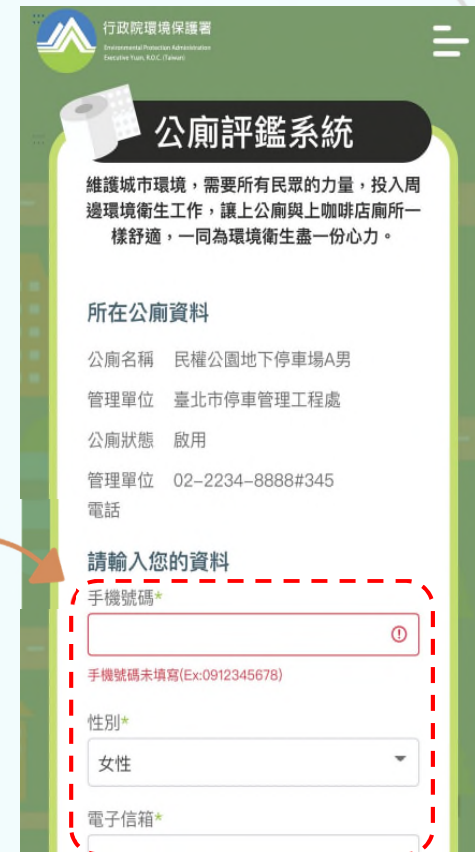 行政院環境保護署
Environmental Protection Administration
Executive Yuan, R.O.C. (Taiwan)
公廁評鑑系統
維護城市環境，需要所有民眾的力量，投入周
邊環境衛生工作，讓上公廁與上咖啡店廁所一
樣舒適，一同為環境衛生盡一份心力。
所在公廁資料
公廁名稱 民權公園地下停車場A男
管理單位 臺北市停車管理工程處
公廁狀態 啟用
管理單位 02-2234-8888#345
電話
請輸入您的資料
手機號碼*
手機號碼未填寫(Ex:0912345678)
性別*
女性
電子信箱*